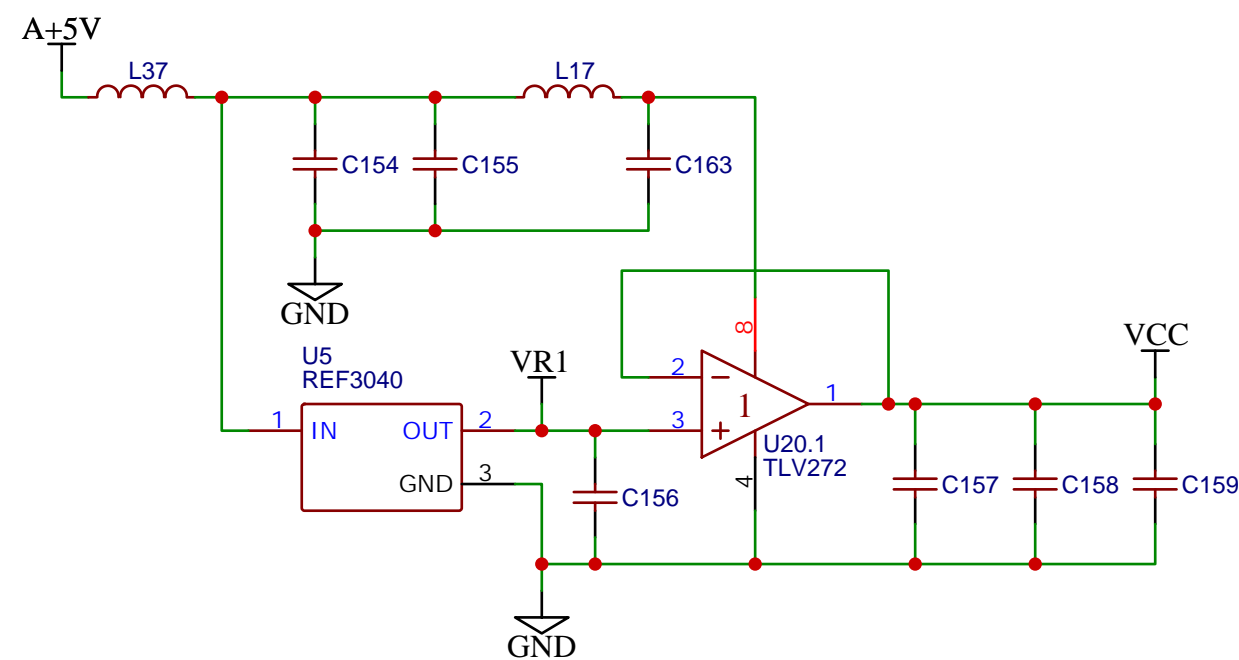 A+5V
L37
L17
C154
C155
C163
GND
U5
REF3040
VR1
VCC
8
1
IN
OUT
2
GND
3
2
3
1
1
U20.1
TLV272
4
C156
C157
C158
C159
GND